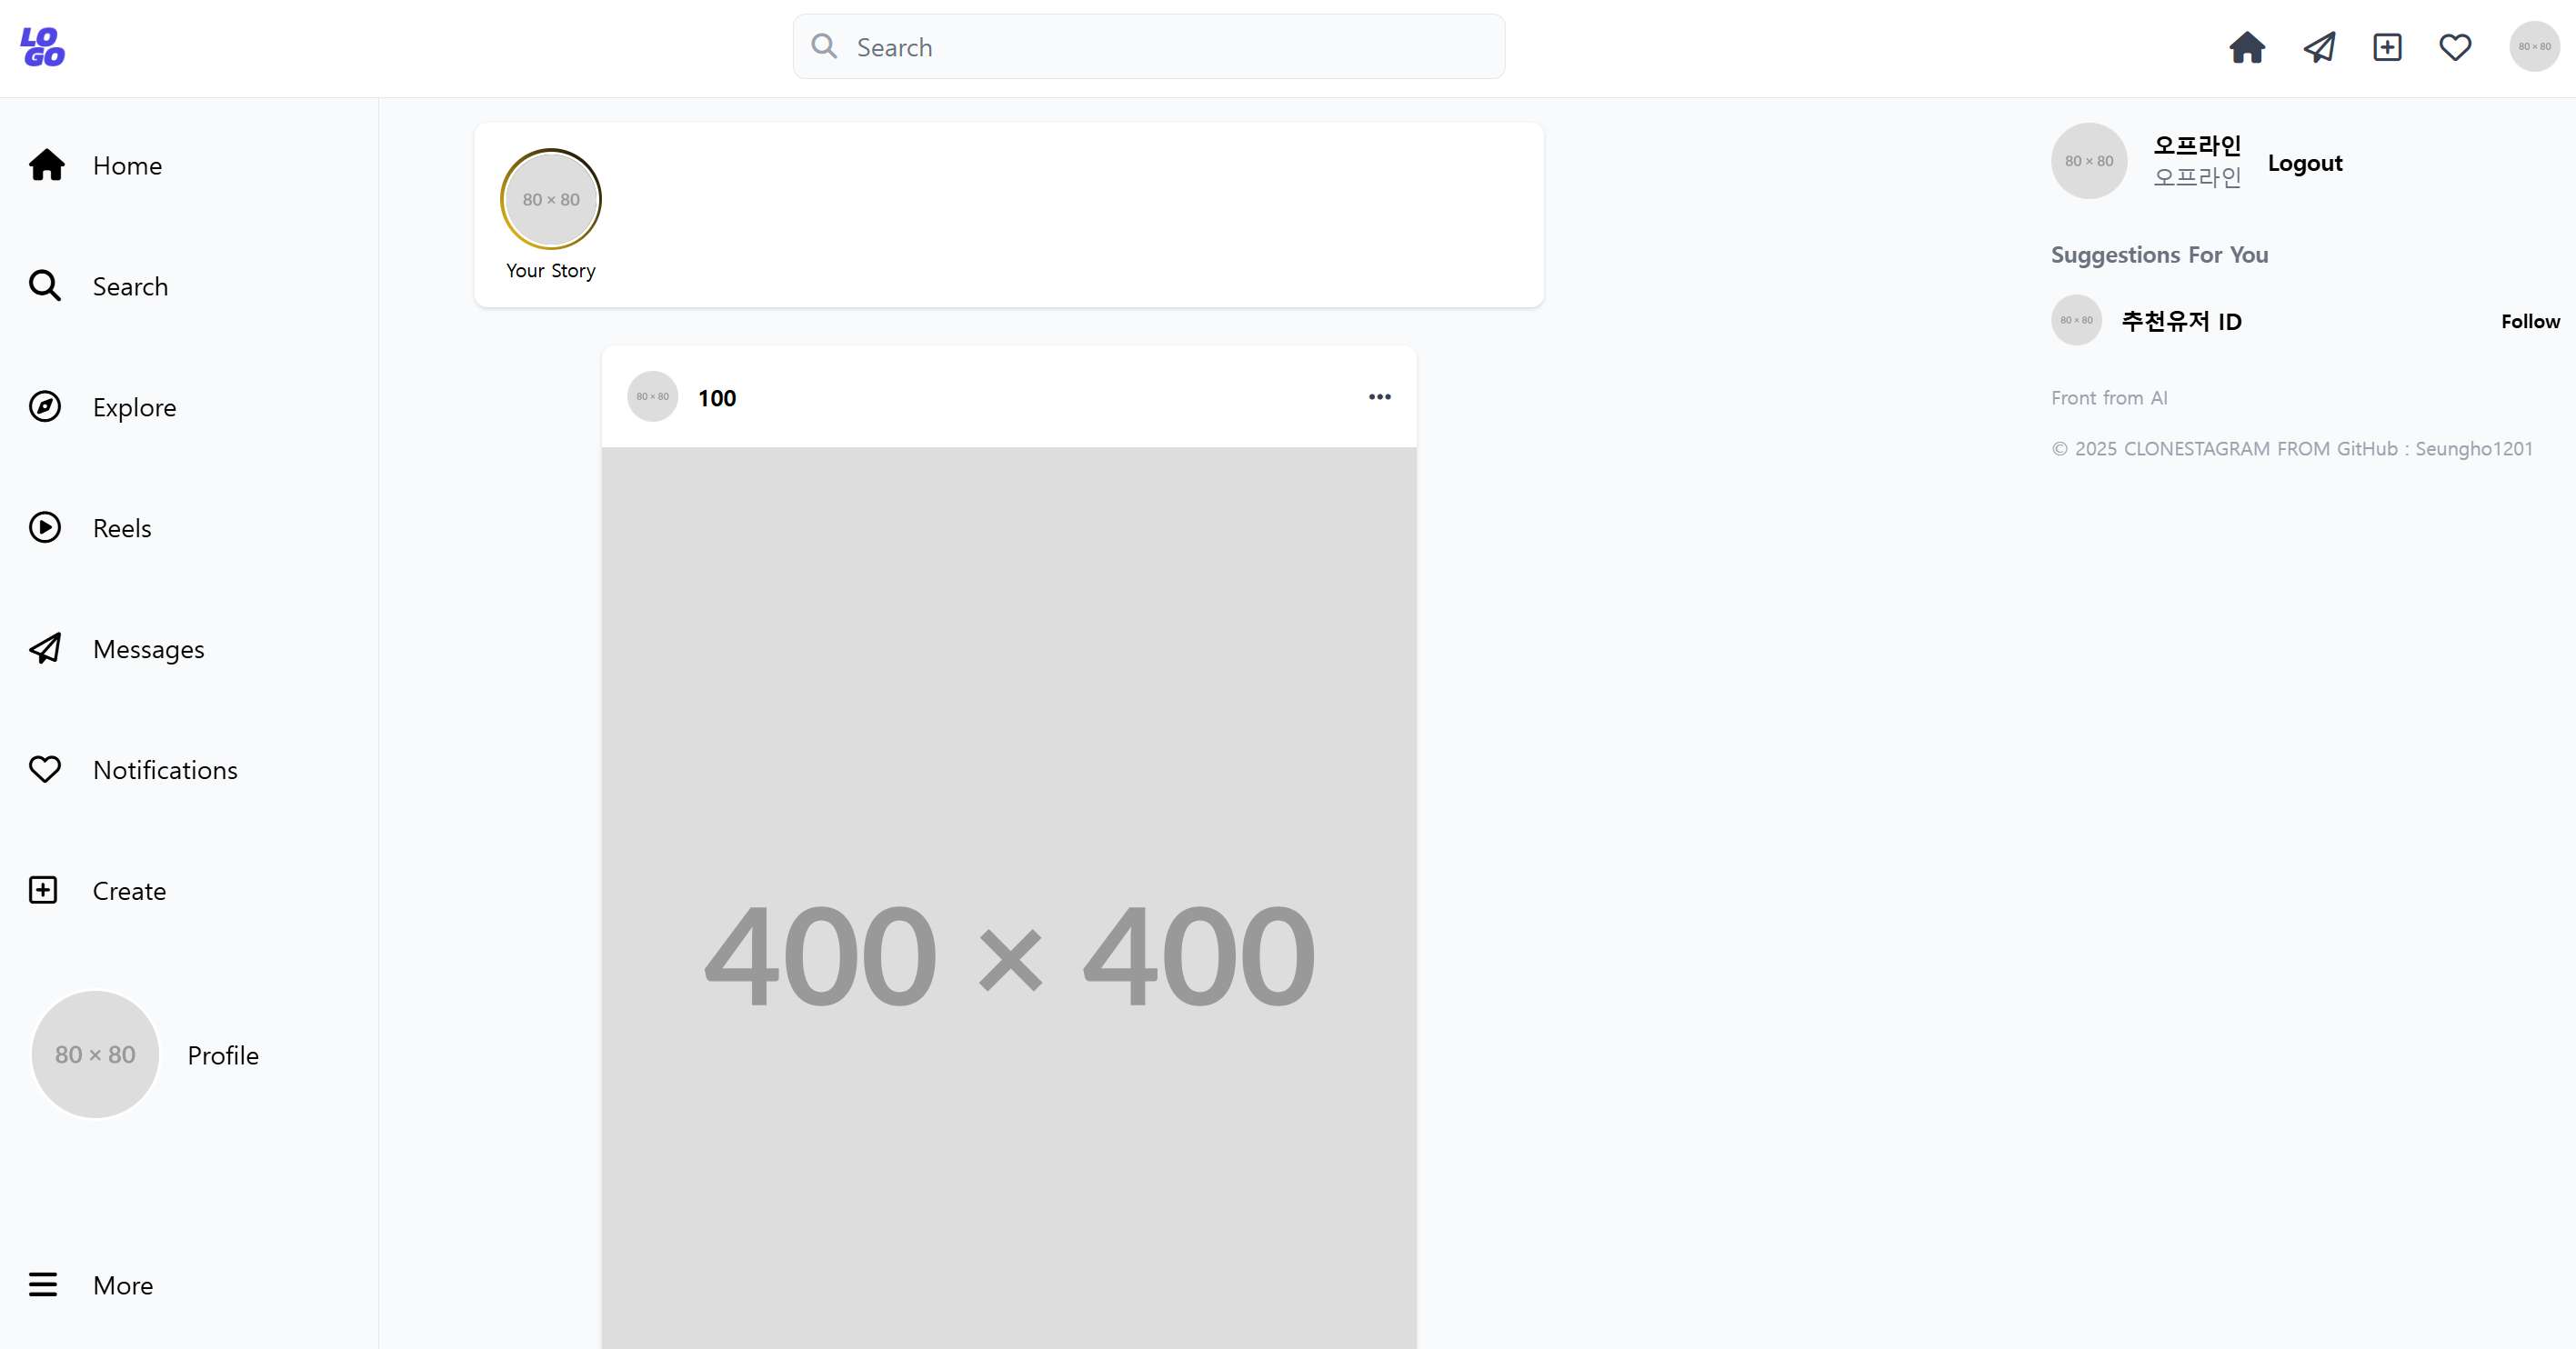 LO
GO
Search
80 × 80
Home
Search
Explore
Reels
Messages
Notifications
Create
80 × 80
Profile
More
80 × 80
Your Story
80 × 80
100
400 × 400
80 × 80
오프라인
오프라인
Logout
Suggestions For You
80 × 80
추천유저 ID
Follow
Front from AI
© 2025 CLONESTAGRAM FROM GitHub : Seungho1201